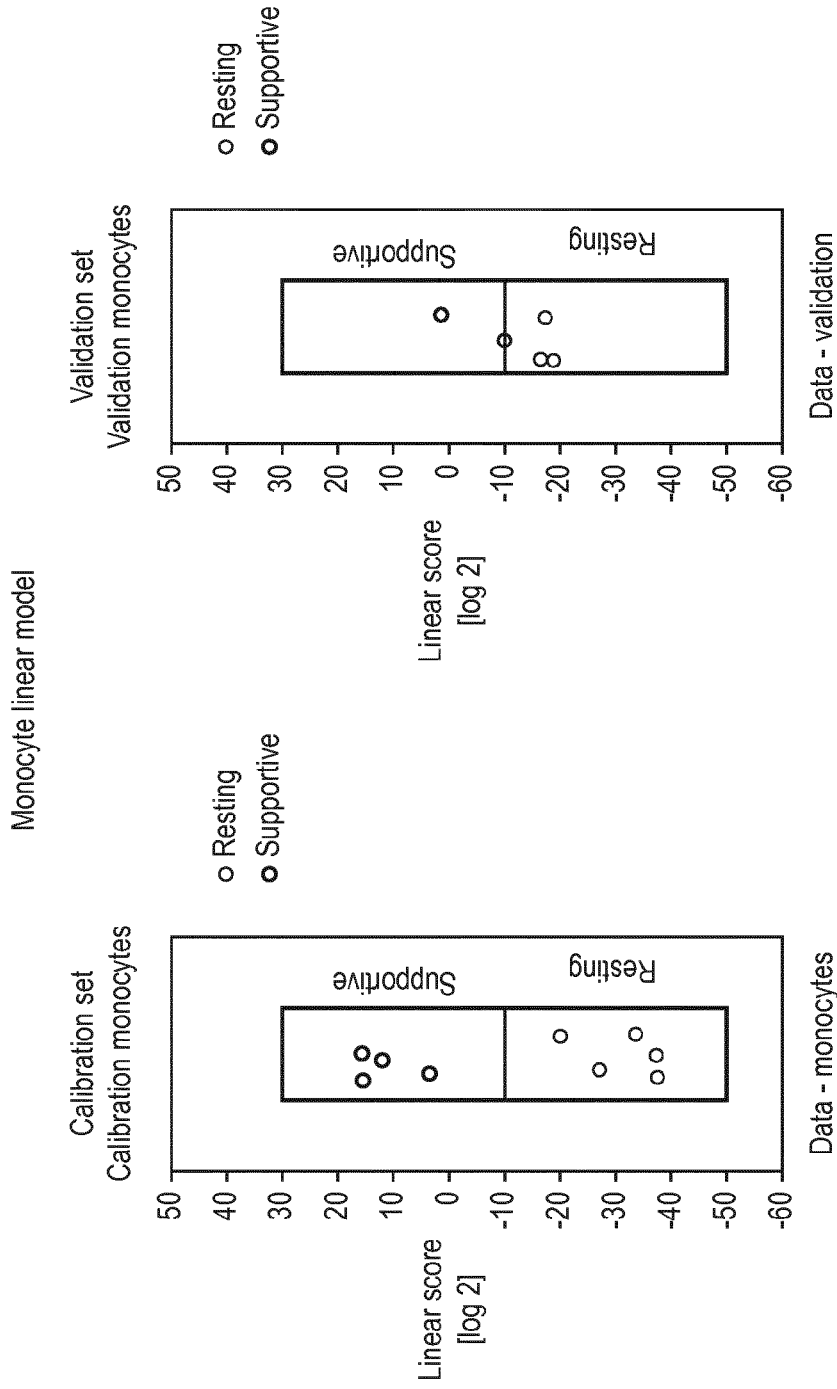 Monocyte linear model
Calibration set
Calibration monocytes
Linear score
[log 2]
50
40
30
20
10
0
-10
-20
-30
-40
-50
-60
Supportive
Resting
Resting
Supportive
Data - monocytes
Validation set
Validation monocytes
Linear score
[log 2]
50
40
30
20
10
0
-10
-20
-30
-40
-50
-60
Supportive
Resting
Resting
Supportive
Data - validation